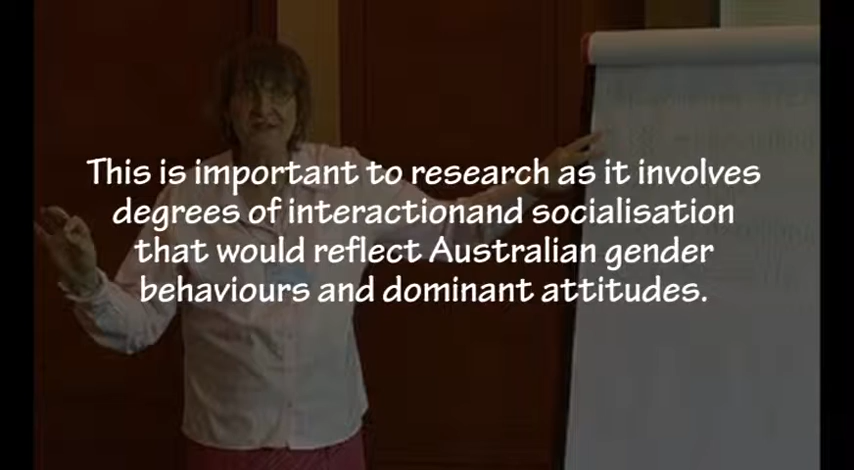 This is important to research as it involves
degrees of interactionand socialisation
that would reflect Australian gender
behaviours and dominant attitudes.